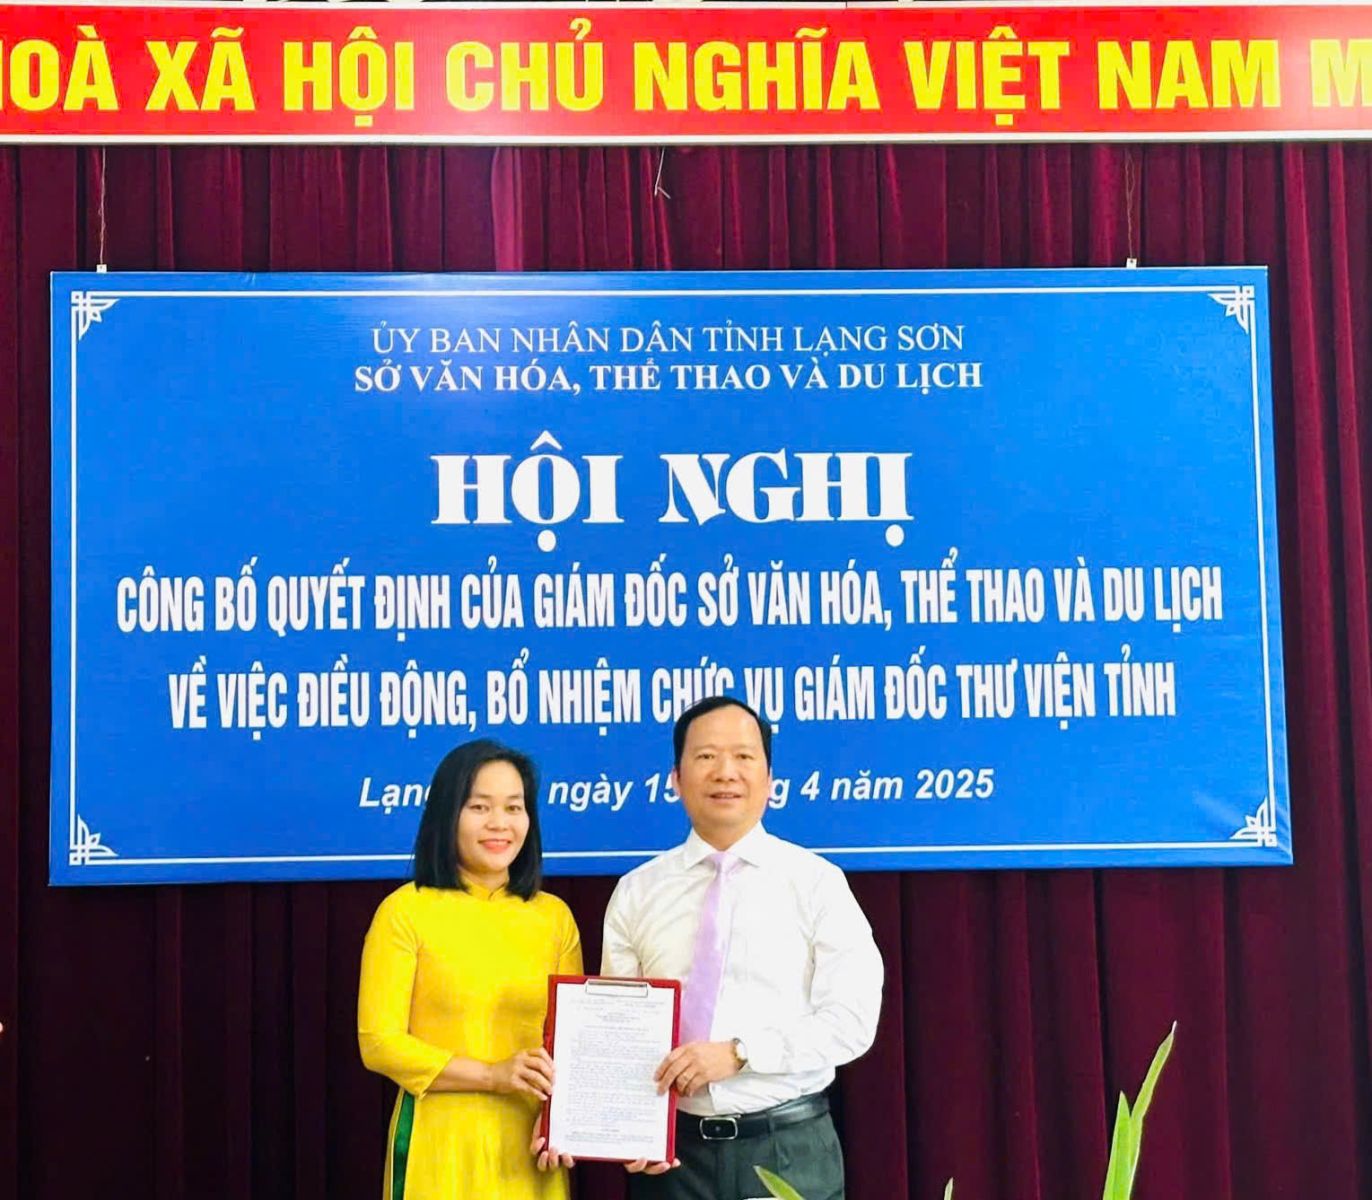 HOÀ XÃ HỘI CHỦ NGHĨA VIỆT NAM M
ỦY BAN NHÂN DÂN TỈNH LẠNG SƠN
SỞ VĂN HÓA, THỂ THAO VÀ DU LỊCH
HỘI NGHỊ
CÔNG BỐ QUYẾT ĐỊNH CỦA GIÁM ĐỐC SỞ VĂN HÓA, THỂ THAO VÀ DU LỊCH
VỀ VIỆC ĐIỀU ĐỘNG, BỔ NHIỆM CHỨC VỤ GIÁM ĐỐC THƯ VIỆN TỈNH
Lạng ngày 15 g 4 năm 2025